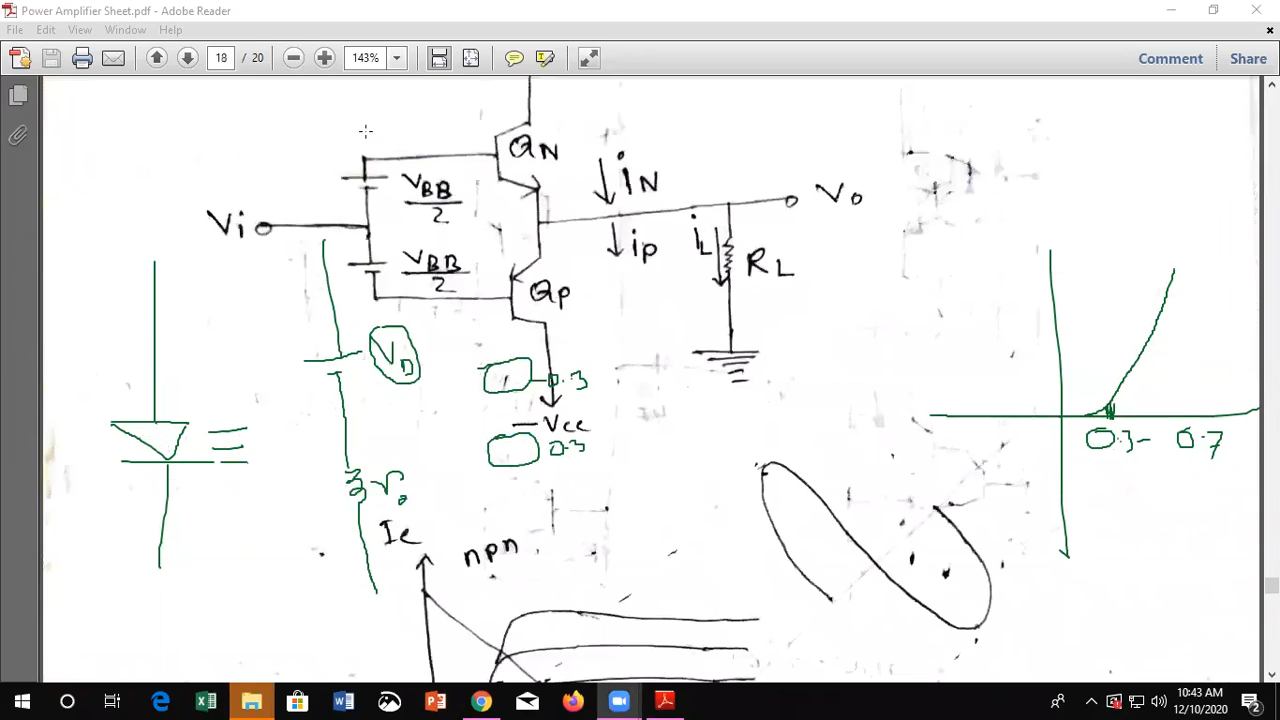 Power Amplifier Sheet.pdf - Adobe Reader
File Edit View Window Help
18 / 20 143% Comment Share
QN
VBB/2
iN
Vi
Vo
iP
iL
RL
VBB/2
QP
VD
0.3
-Vcc
0.3
0.3- 0.7
Ic
npn
10:43 AM
12/10/2020
2